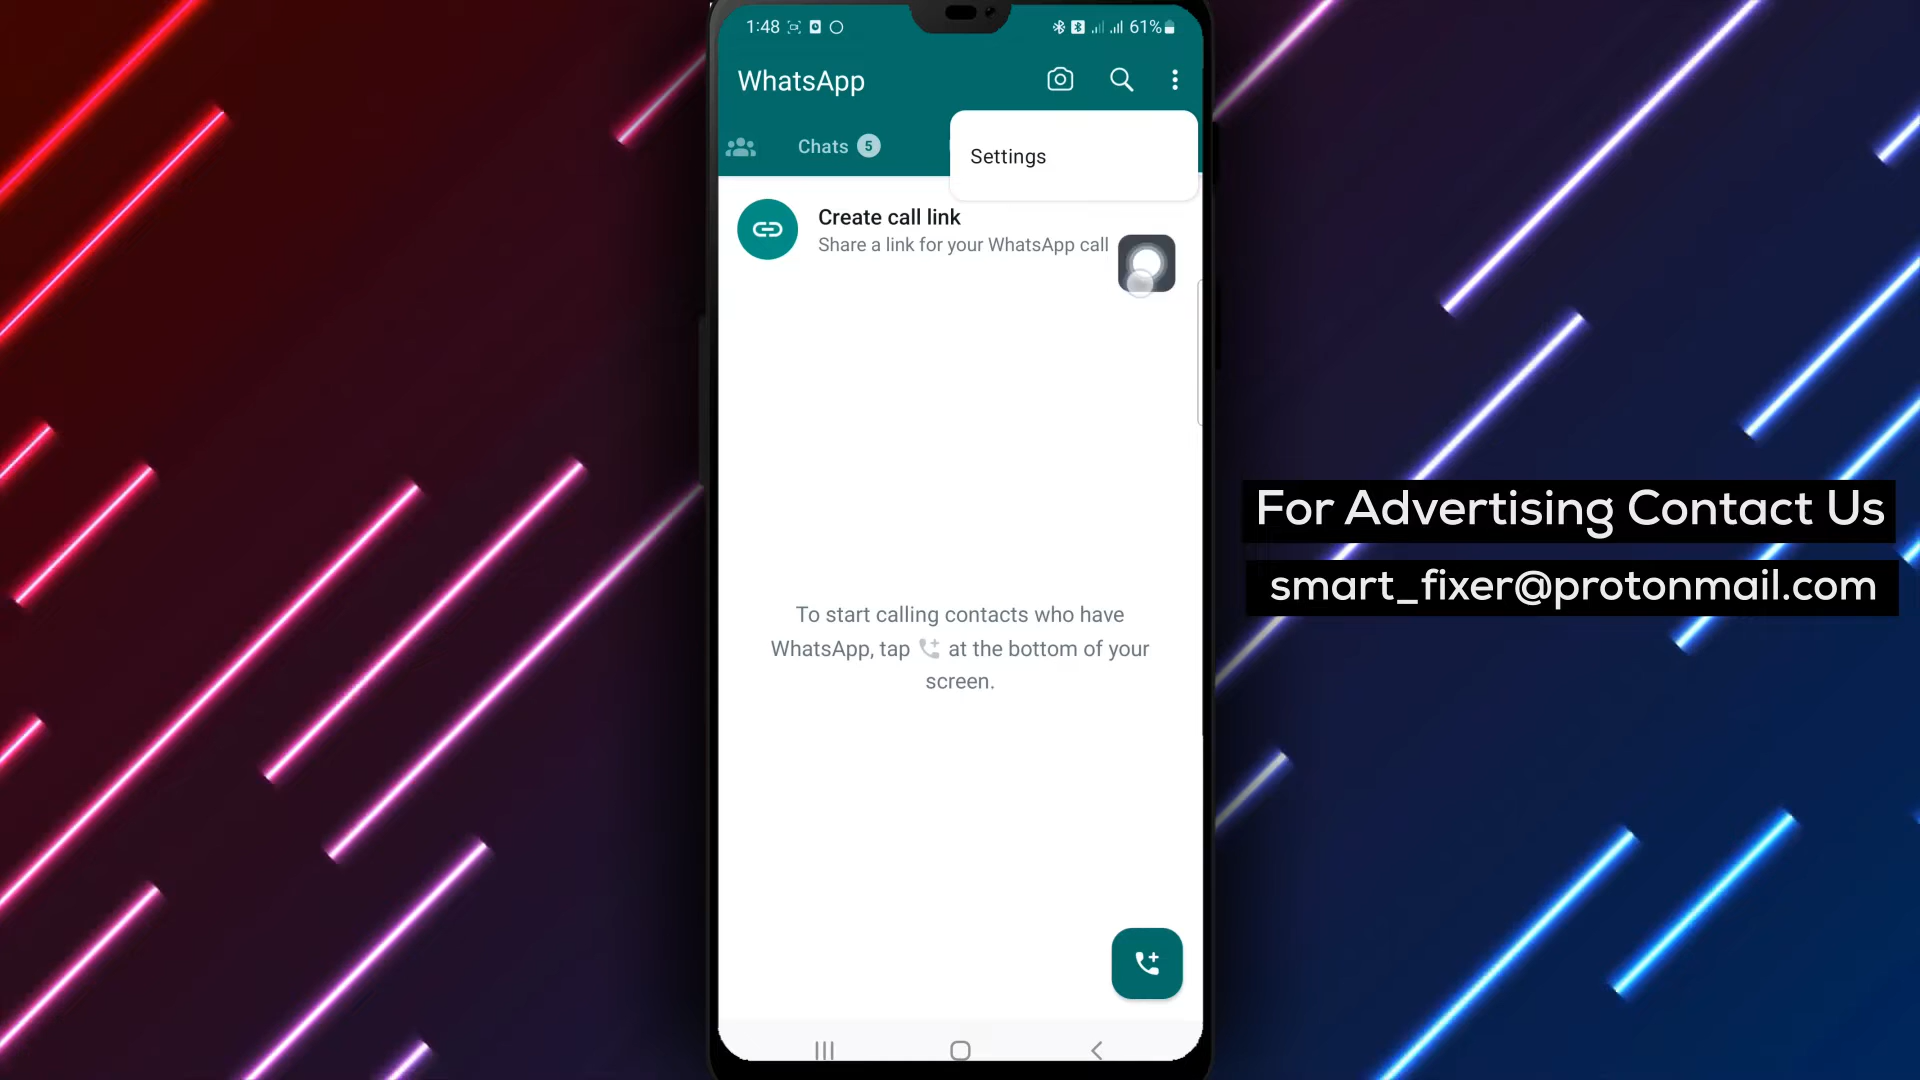 1:48
61%
WhatsApp
Chats 5
Settings
Create call link
Share a link for your WhatsApp call
To start calling contacts who have
WhatsApp, tap at the bottom of your
screen.
For Advertising Contact Us
smart_fixer@protonmail.com